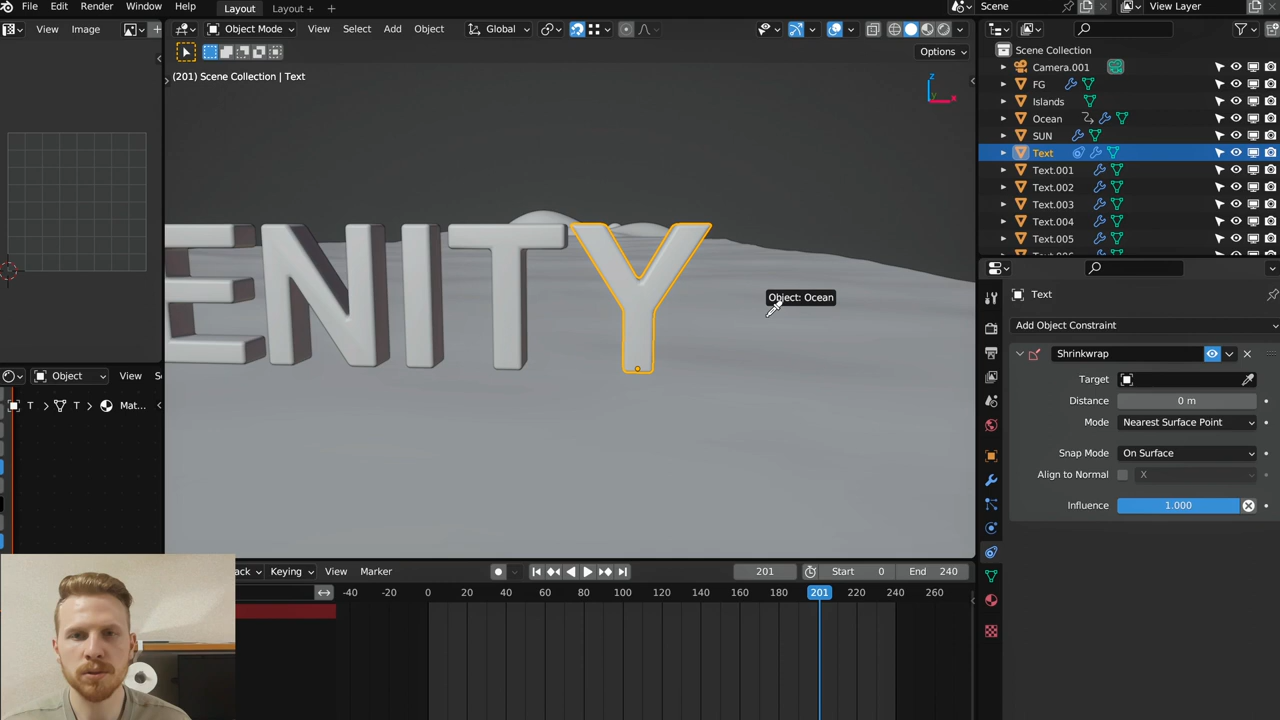 File Edit Render Window Help Layout Layout + + Scene View Layer
View Image Object Mode View Select Add Object Global
Options
(201) Scene Collection | Text
Z
X
Y
Scene Collection
Camera.001
FG
Islands
Ocean
SUN
Text
Text.001
Text.002
Text.003
Text.004
Text.005
ENITY
Object: Ocean
Text
Add Object Constraint
Shrinkwrap
Target
Distance 0 m
Mode Nearest Surface Point
Snap Mode On Surface
Align to Normal X
Influence 1.000
Object View S
T T Mat...
ack Keying View Marker 201 Start 0 End 240
-40 -20 0 20 40 60 80 100 120 140 160 180 201 220 240 260